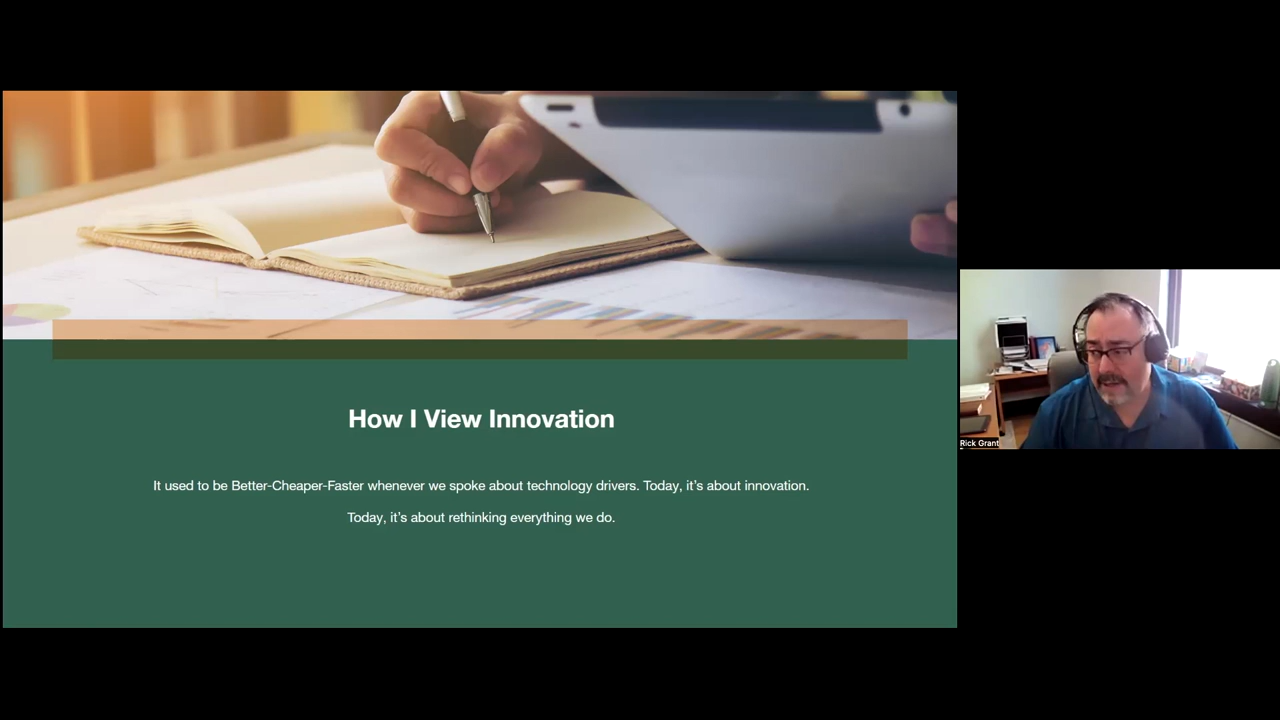 How I View Innovation
It used to be Better-Cheaper-Faster whenever we spoke about technology drivers. Today, it’s about innovation.
Today, it’s about rethinking everything we do.
Rick Grant